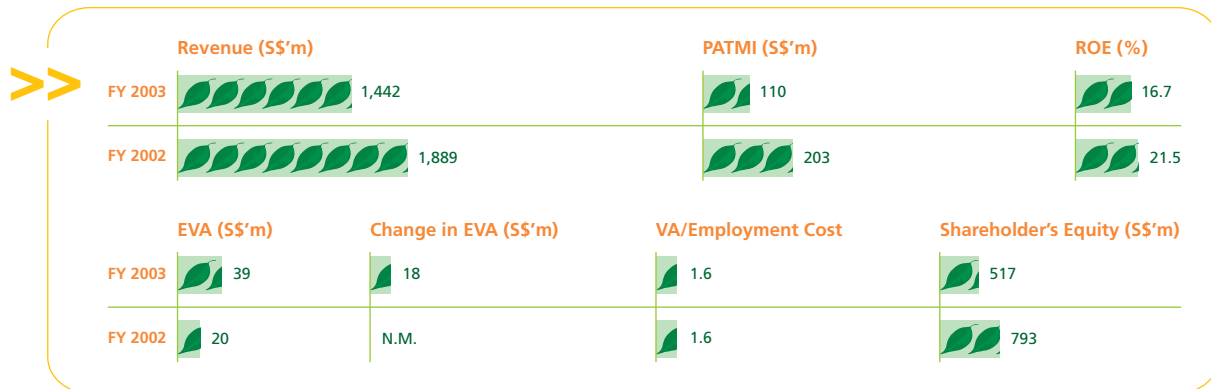 Revenue (S$'m) PATMI (S$'m) ROE (%)
>> FY 2003 1,442 110 16.7
FY 2002 1,889 203 21.5
EVA (S$'m) Change in EVA (S$'m) VA/Employment Cost Shareholder's Equity (S$'m)
FY 2003 39 18 1.6 517
FY 2002 20 N.M. 1.6 793